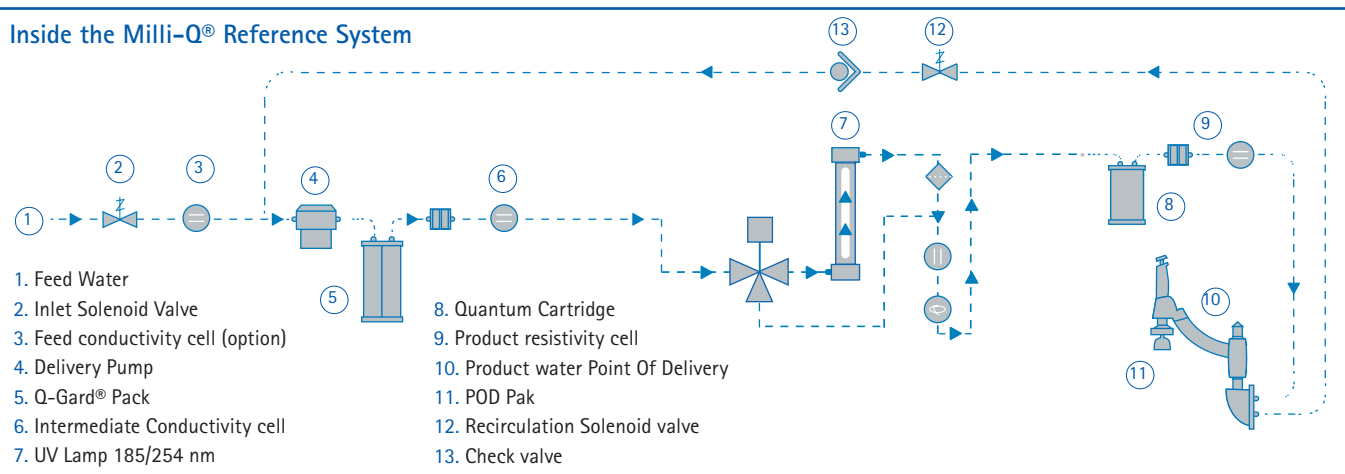 Inside the Milli-Q® Reference System
13
12
7
9
2
3
4
6
8
1
5
10
11
1. Feed Water
2. Inlet Solenoid Valve
3. Feed conductivity cell (option)
4. Delivery Pump
5. Q-Gard® Pack
6. Intermediate Conductivity cell
7. UV Lamp 185/254 nm
8. Quantum Cartridge
9. Product resistivity cell
10. Product water Point Of Delivery
11. POD Pak
12. Recirculation Solenoid valve
13. Check valve